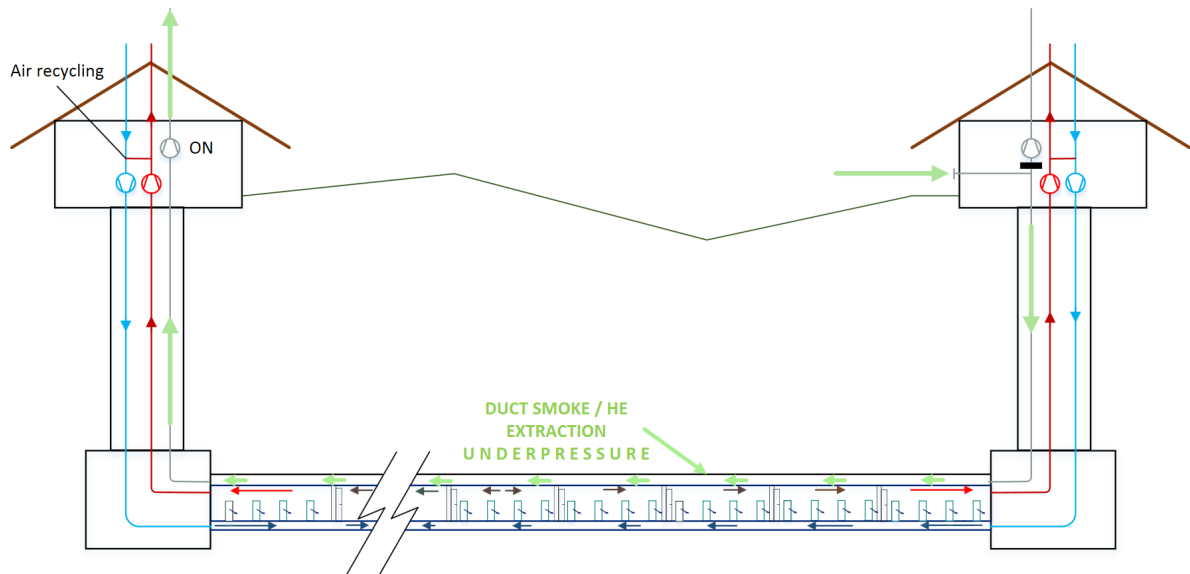 Air recycling
ON
DUCT SMOKE / HE
EXTRACTION
UNDERPRESSURE